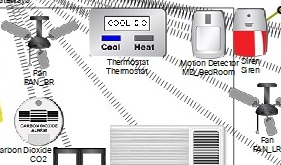 COOL S O
Cool Heat
Thermostat
Thermostat
Motion Detector
MD_BedRoom
Siren
Siren
Fan
FAN_BR
CARBON DIOXIDE
ALARM
Carbon Dioxide
CO2
Fan
FAN_LR